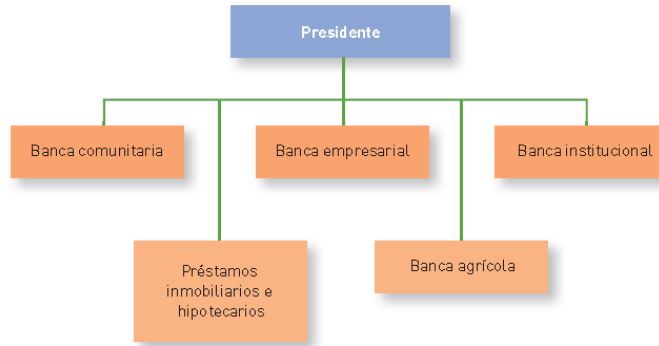 Presidente
Banca comunitaria
Banca empresarial
Banca institucional
Préstamos
inmobiliarios e
hipotecarios
Banca agrícola